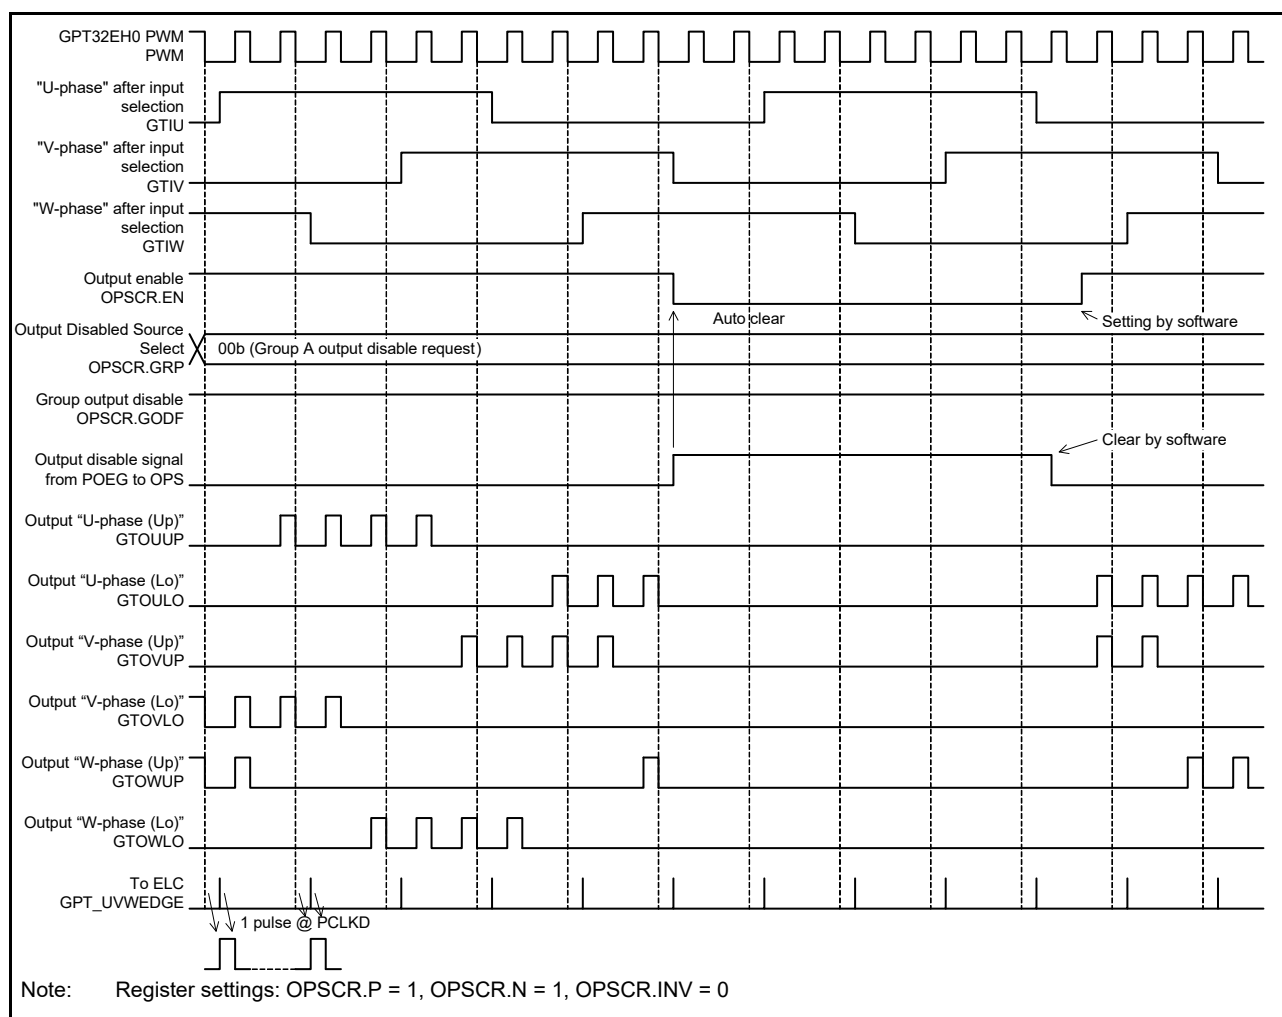 GPT32EH0 PWM
PWM
"U-phase" after input
selection
GTIU
"V-phase" after input
selection
GTIV
"W-phase" after input
selection
GTIW
Output enable
OPSCR.EN
Auto clear
Setting by software
Output Disabled Source
Select
OPSCR.GRP
00b (Group A output disable request)
Group output disable
OPSCR.GODF
Clear by software
Output disable signal
from POEG to OPS
Output “U-phase (Up)”
GTOUUP
Output “U-phase (Lo)”
GTOULO
Output “V-phase (Up)”
GTOVUP
Output “V-phase (Lo)”
GTOVLO
Output “W-phase (Up)”
GTOWUP
Output “W-phase (Lo)”
GTOWLO
To ELC
GPT_UVWEDGE
1 pulse @ PCLKD
Note: Register settings: OPSCR.P = 1, OPSCR.N = 1, OPSCR.INV = 0